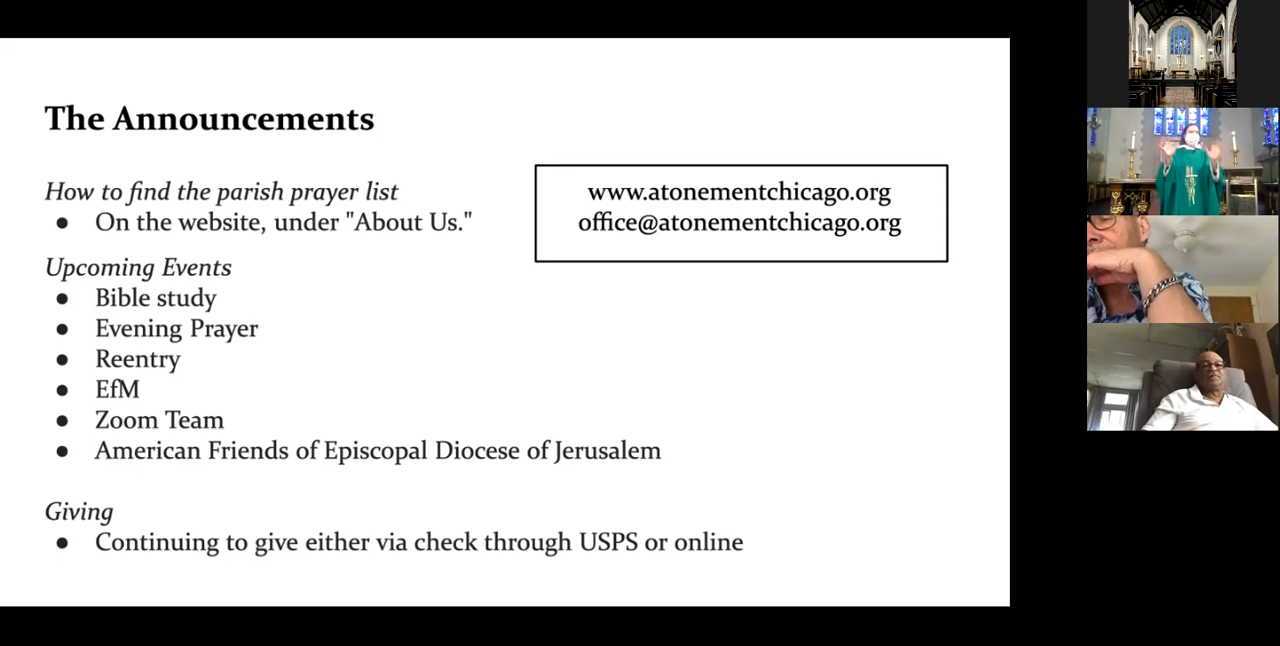 The Announcements
How to find the parish prayer list
● On the website, under "About Us."
www.atonementchicago.org
office@atonementchicago.org
Upcoming Events
● Bible study
● Evening Prayer
● Reentry
● EfM
● Zoom Team
● American Friends of Episcopal Diocese of Jerusalem
Giving
● Continuing to give either via check through USPS or online